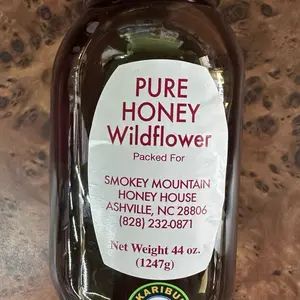 PURE
HONEY
Wildflower
Packed For
SMOKEY MOUNTAIN
HONEY HOUSE
ASHVILLE, NC 28806
(828) 232-0871
Net Weight 44 oz.
(1247g)
KARIBU